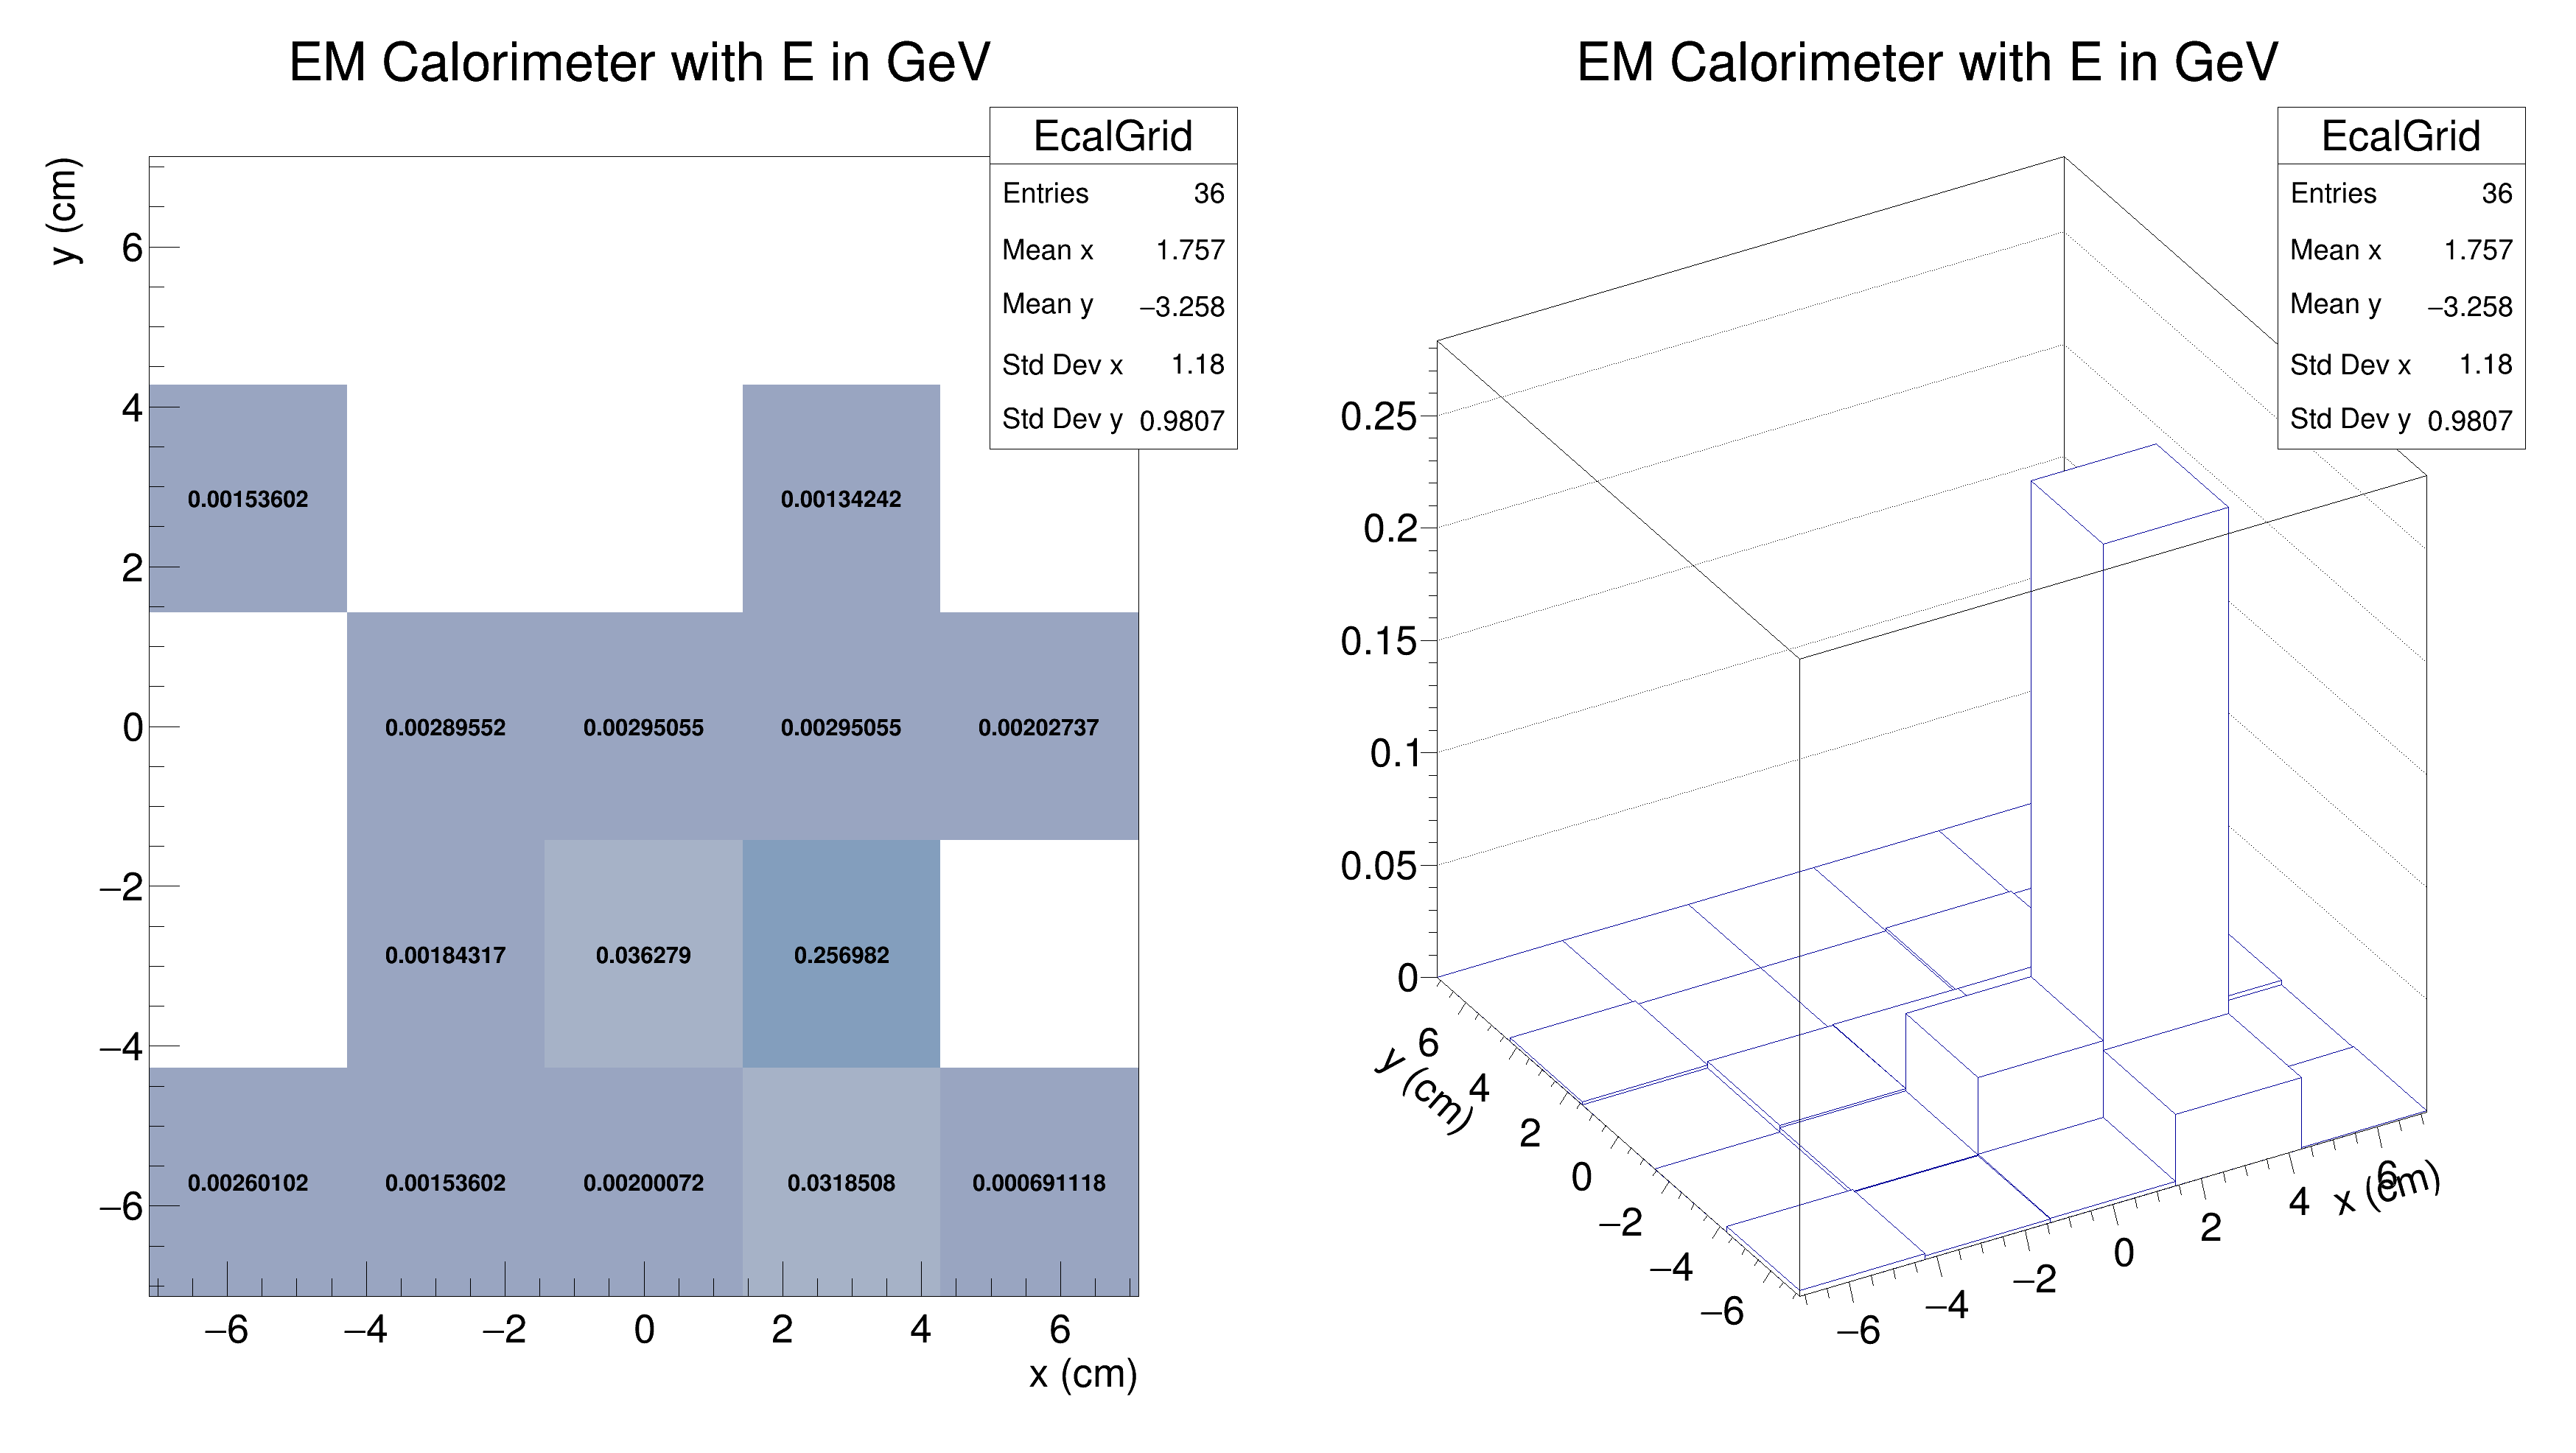 EM Calorimeter with E in GeV
EcalGrid
Entries 36
Mean x 1.757
Mean y −3.258
Std Dev x 1.18
Std Dev y 0.9807
y (cm)
6
4
2
0
−2
−4
−6
0.00153602 0.00134242
0.00289552 0.00295055 0.00295055 0.00202737
0.00184317 0.036279 0.256982
0.00260102 0.00153602 0.00200072 0.0318508 0.000691118
−6 −4 −2 0 2 4 6
x (cm)
EM Calorimeter with E in GeV
EcalGrid
Entries 36
Mean x 1.757
Mean y −3.258
Std Dev x 1.18
Std Dev y 0.9807
0.25
0.2
0.15
0.1
0.05
0
y (cm)
6
4
2
0
−2
−4
−6
−6 −4 −2 0 2 4 6
x (cm)